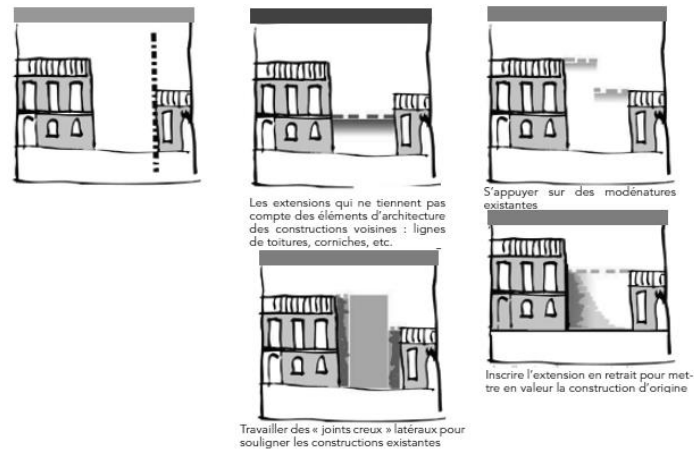 Les extensions qui ne tiennent pas
compte des éléments d'architecture
des constructions voisines : lignes
de toitures, corniches, etc.
S'appuyer sur des modénatures
existantes
Travailler des « joints creux » latéraux pour
souligner les constructions existantes
Inscrire l'extension en retrait pour met-
tre en valeur la construction d'origine